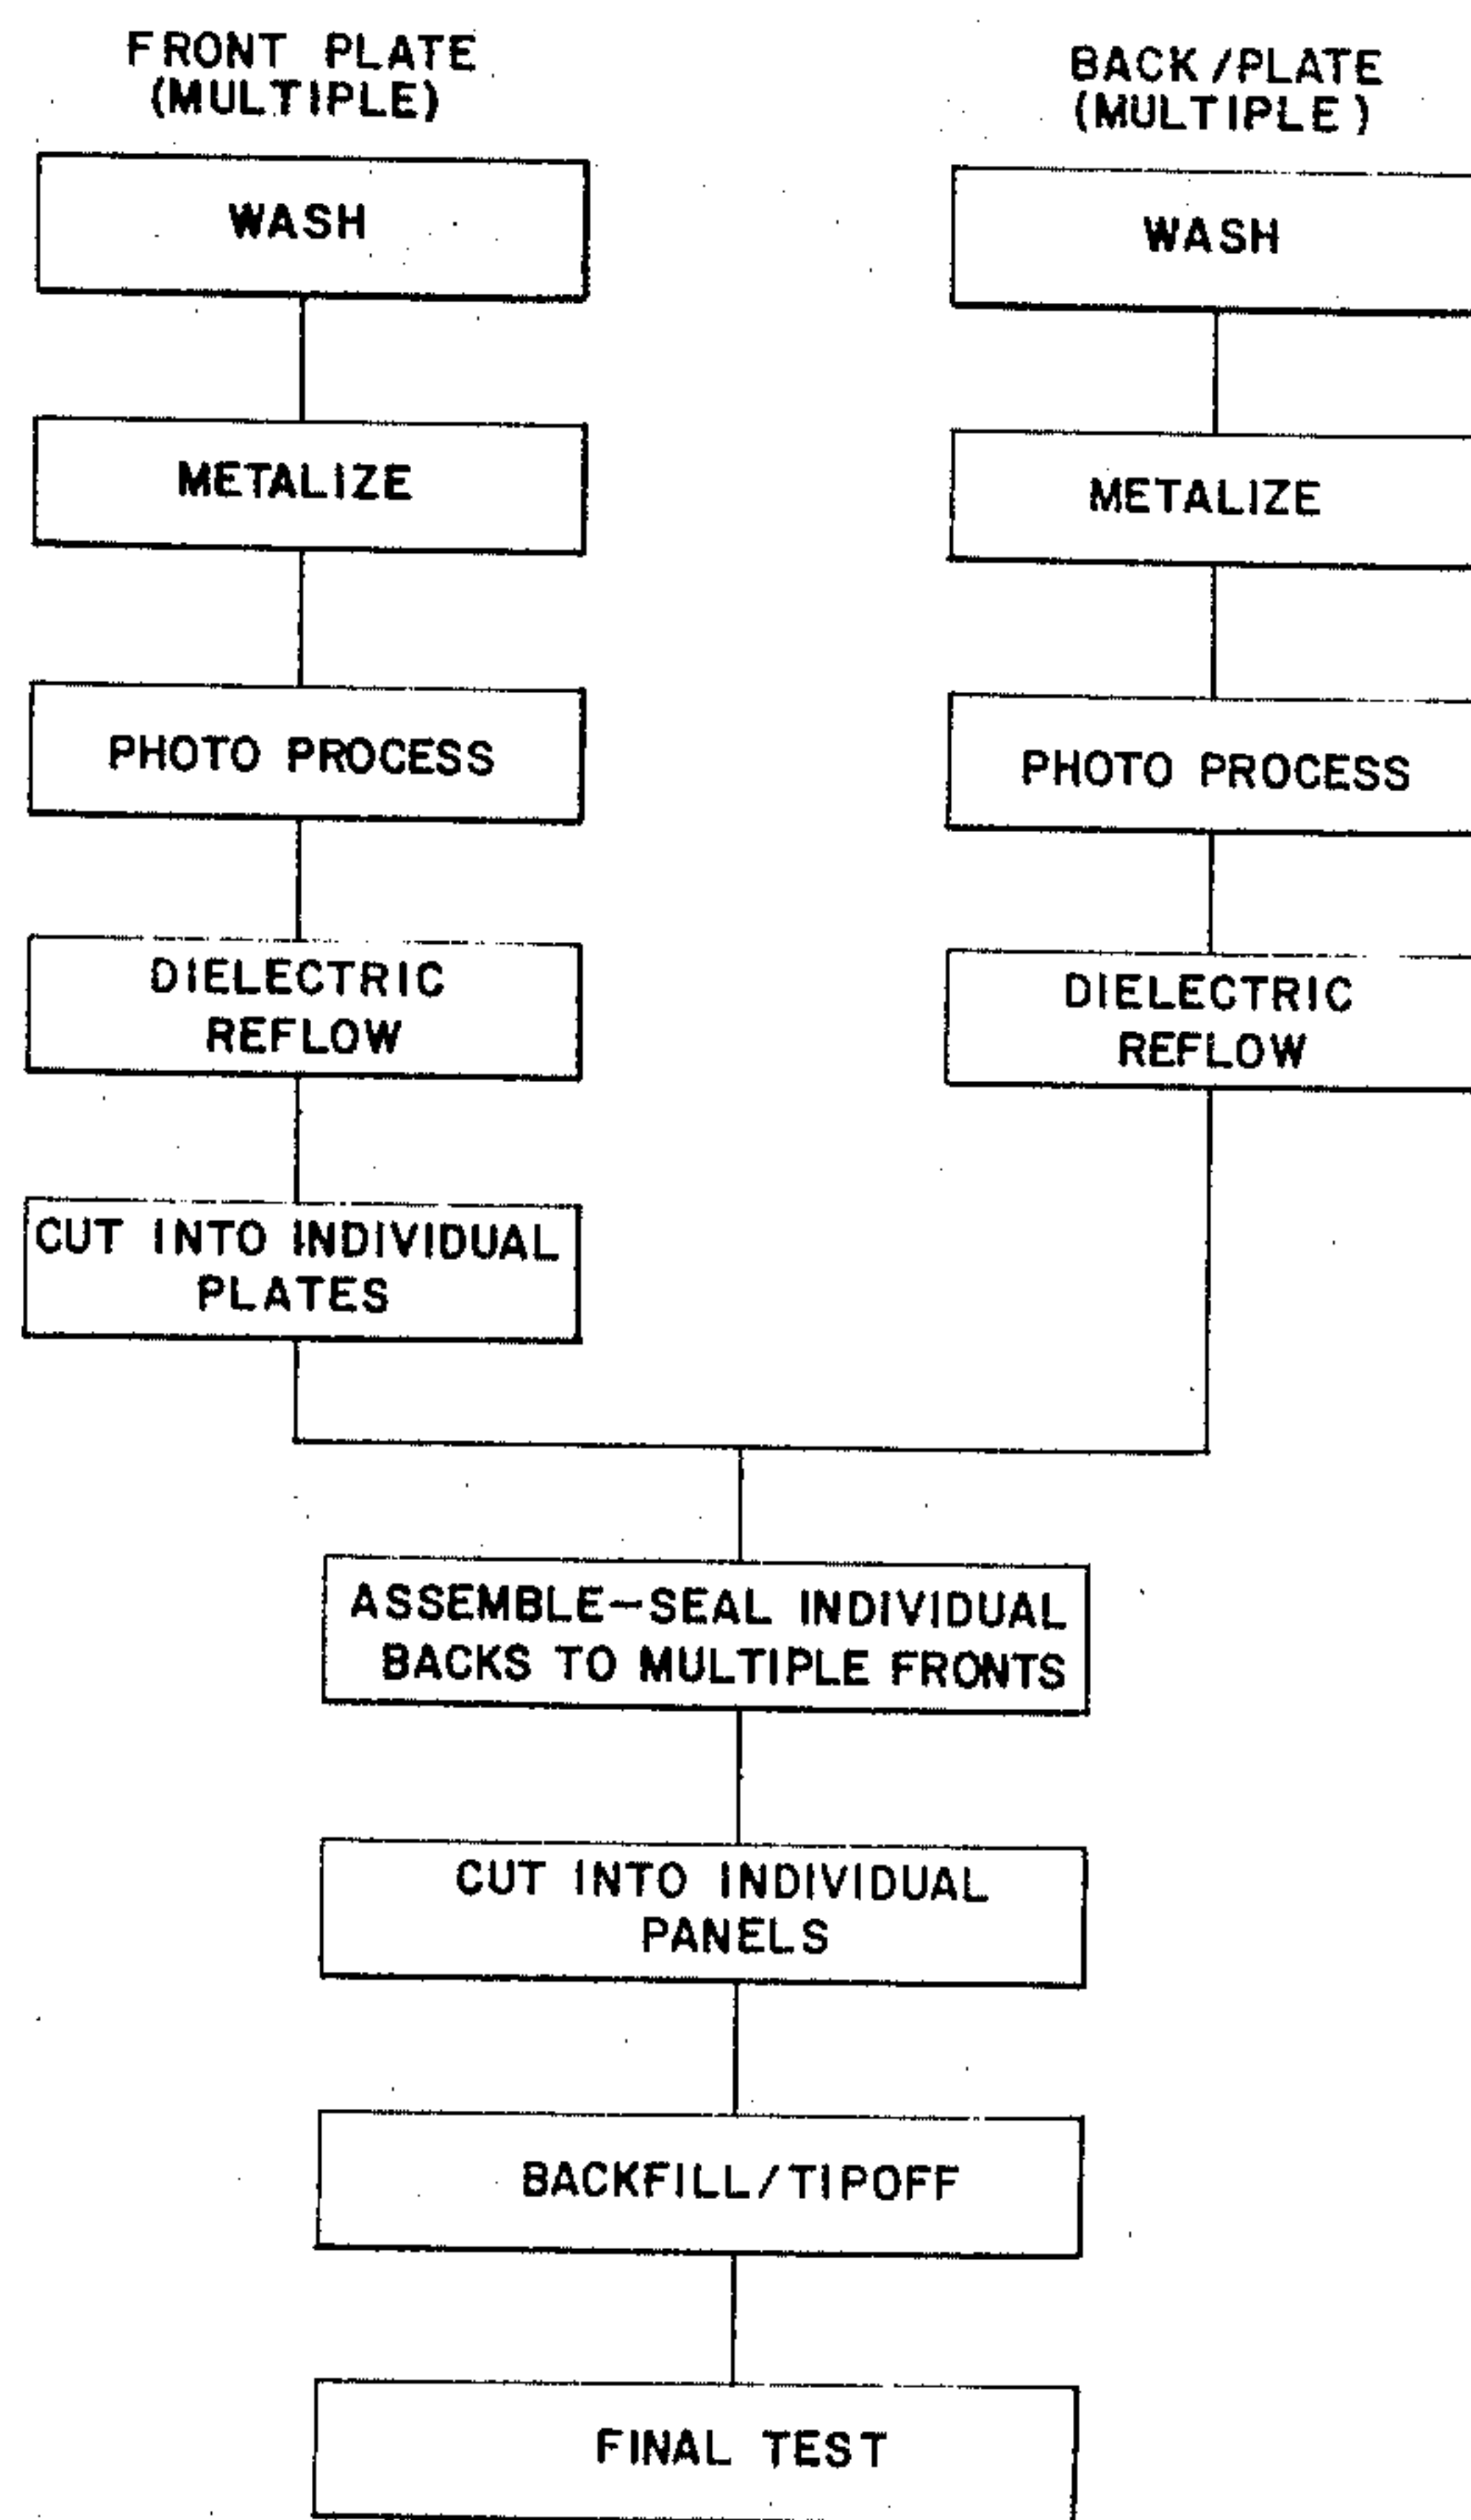 FRONT PLATE
(MULTIPLE)
WASH
METALIZE
PHOTO PROCESS
DIELECTRIC
REFLOW
CUT INTO INDIVIDUAL
PLATES
BACK/PLATE
(MULTIPLE)
WASH
METALIZE
PHOTO PROCESS
DIELECTRIC
REFLOW
ASSEMBLE-SEAL INDIVIDUAL
BACKS TO MULTIPLE FRONTS
CUT INTO INDIVIDUAL
PANELS
BACKFILL/TIPOFF
FINAL TEST